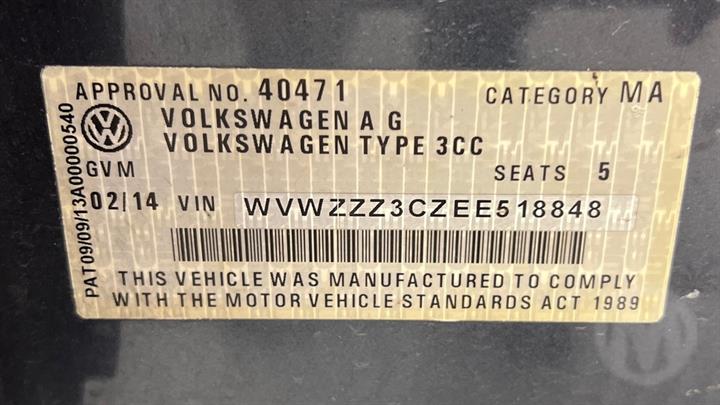 APPROVAL NO. 40471 CATEGORY MA
VOLKSWAGEN A G
VOLKSWAGEN TYPE 3CC
GVM SEATS 5
02/14 VIN WVWZZZ3CZEE518848
THIS VEHICLE WAS MANUFACTURED TO COMPLY
WITH THE MOTOR VEHICLE STANDARDS ACT 1989
PAT09/09/13A00000540
M